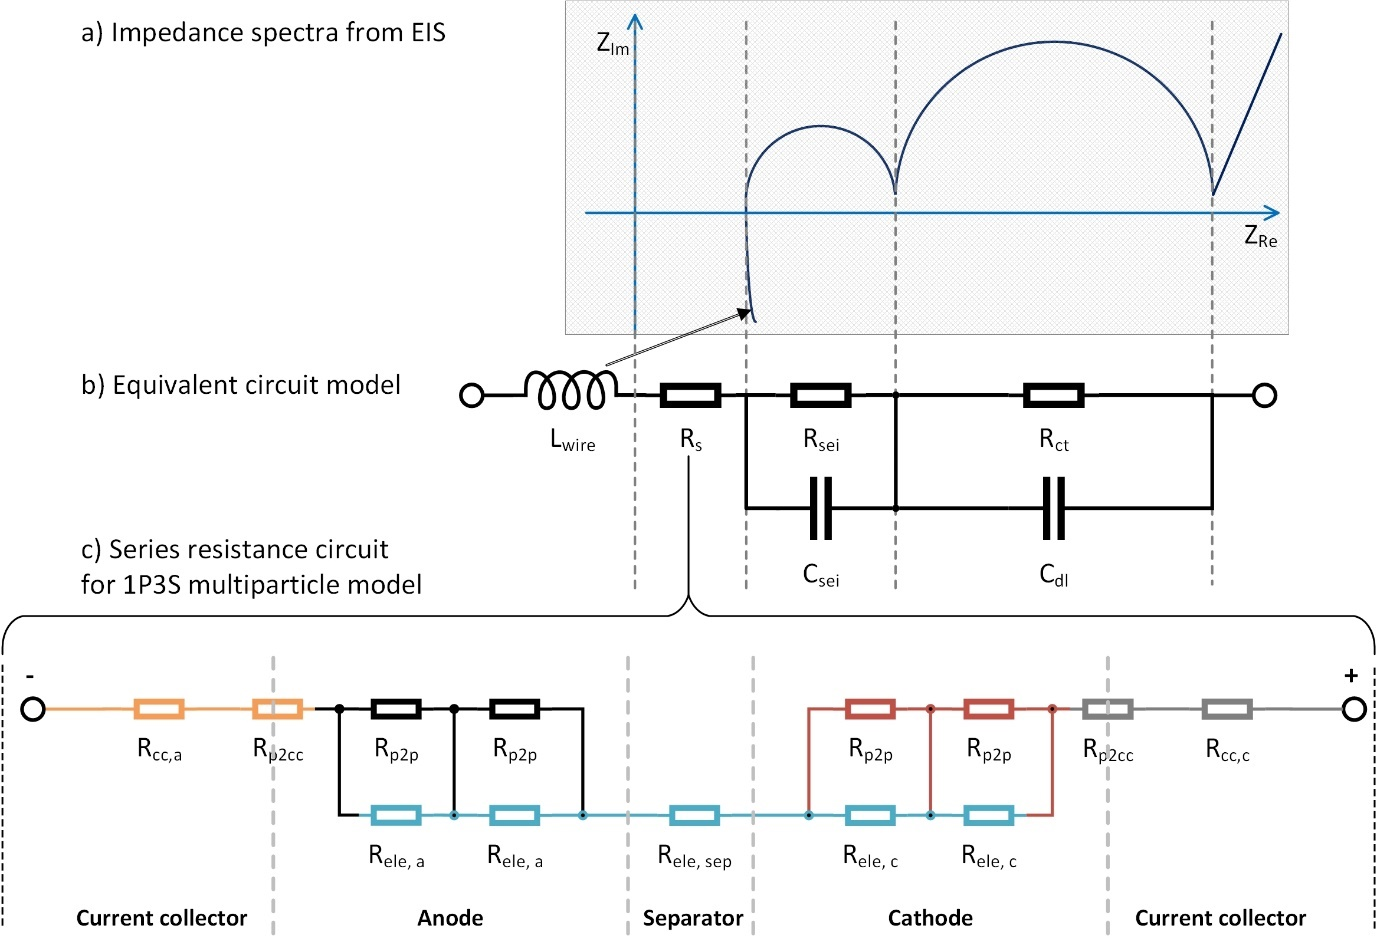 a) Impedance spectra from EIS
Z_Im
Z_Re
b) Equivalent circuit model
L_wire R_s R_sei R_ct
C_sei C_dl
c) Series resistance circuit
for 1P3S multiparticle model
- +
R_cc,a R_p2cc R_p2p R_p2p R_p2p R_p2p R_p2cc R_cc,c
R_ele, a R_ele, a R_ele, sep R_ele, c R_ele, c
Current collector Anode Separator Cathode Current collector